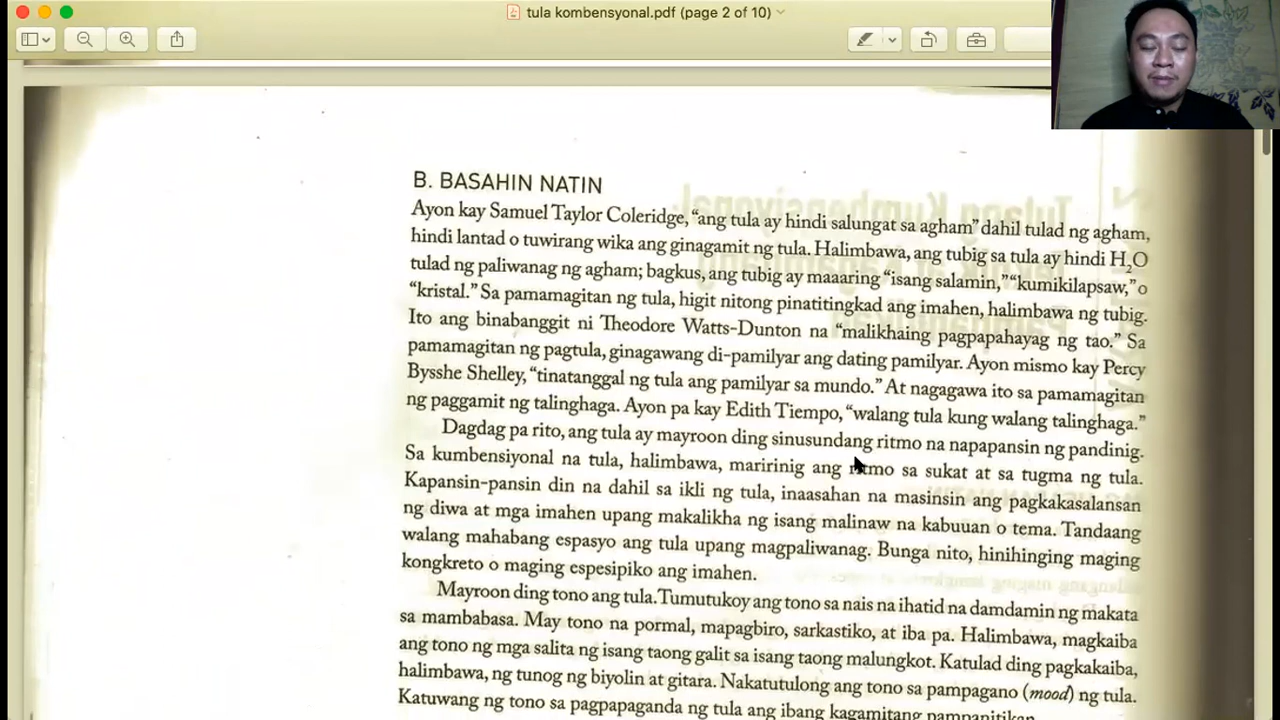 tula kombensyonal.pdf (page 2 of 10)
B. BASAHIN NATIN
Ayon kay Samuel Taylor Coleridge, “ang tula ay hindi salungat sa agham” dahil tulad ng agham,
hindi lantad o tuwirang wika ang ginagamit ng tula. Halimbawa, ang tubig sa tula ay hindi H₂O
tulad ng paliwanag ng agham; bagkus, ang tubig ay maaaring “isang salamin,” “kumikilapsaw,” o
“kristal.” Sa pamamagitan ng tula, higit nitong pinatitingkad ang imahen, halimbawa ng tubig.
Ito ang binabanggit ni Theodore Watts-Dunton na “malikhaing pagpapahayag ng tao.” Sa
pamamagitan ng pagtula, ginagawang di-pamilyar ang dating pamilyar. Ayon mismo kay Percy
Bysshe Shelley, “tinatanggal ng tula ang pamilyar sa mundo.” At nagagawa ito sa pamamagitan
ng paggamit ng talinghaga. Ayon pa kay Edith Tiempo, “walang tula kung walang talinghaga.”
Dagdag pa rito, ang tula ay mayroon ding sinusundang ritmo na napapansin ng pandinig.
Sa kumbensiyonal na tula, halimbawa, maririnig ang ritmo sa sukat at sa tugma ng tula.
Kapansin-pansin din na dahil sa ikli ng tula, inaasahan na masinsin ang pagkakasalansan
ng diwa at mga imahen upang makalikha ng isang malinaw na kabuuan o tema. Tandaang
walang mahabang espasyo ang tula upang magpaliwanag. Bunga nito, hinihinging maging
kongkreto o maging espesipiko ang imahen.
Mayroon ding tono ang tula. Tumutukoy ang tono sa nais na ihatid na damdamin ng makata
sa mambabasa. May tono na pormal, mapagbiro, sarkastiko, at iba pa. Halimbawa, magkaiba
ang tono ng mga salita ng isang taong galit sa isang taong malungkot. Katulad ding pagkakaiba,
halimbawa, ng tunog ng biyolin at gitara. Nakatutulong ang tono sa pampagano (mood) ng tula.
Katuwang ng tono sa pagpapaganda ng tula ang ibang kagamitang pampanitikan